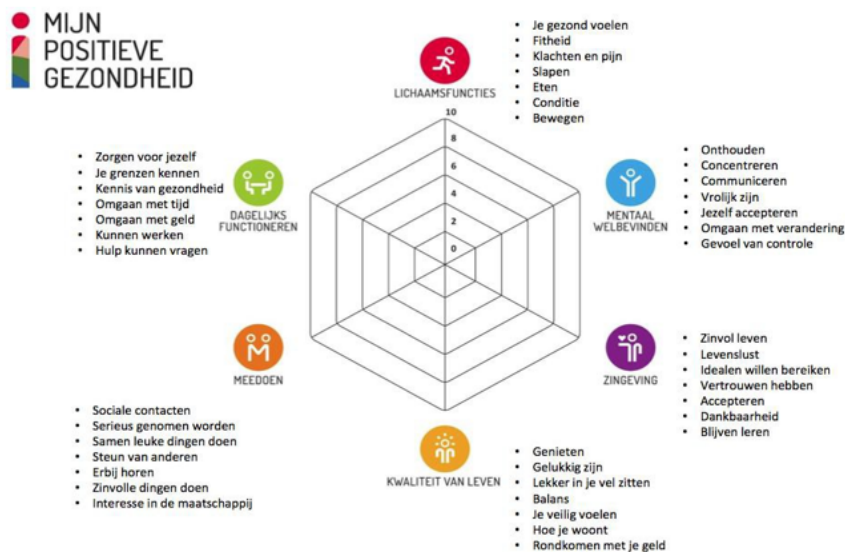 MIJN
POSITIEVE
GEZONDHEID
• Je gezond voelen
• Fitheid
• Klachten en pijn
• Slapen
• Eten
• Conditie
• Bewegen
LICHAAMSFUNCTIES
10
8
6
4
2
0
• Onthouden
• Concentreren
• Communiceren
• Vrolijk zijn
• Jezelf accepteren
• Omgaan met verandering
• Gevoel van controle
MENTAAL
WELBEVINDEN
• Zinvol leven
• Levenslust
• Idealen willen bereiken
• Vertrouwen hebben
• Accepteren
• Dankbaarheid
• Blijven leren
ZINGEVING
• Genieten
• Gelukkig zijn
• Lekker in je vel zitten
• Balans
• Je veilig voelen
• Hoe je woont
• Rondkomen met je geld
KWALITEIT VAN LEVEN
• Sociale contacten
• Serieus genomen worden
• Samen leuke dingen doen
• Steun van anderen
• Erbij horen
• Zinvolle dingen doen
• Interesse in de maatschappij
MEEDOEN
• Zorgen voor jezelf
• Je grenzen kennen
• Kennis van gezondheid
• Omgaan met tijd
• Omgaan met geld
• Kunnen werken
• Hulp kunnen vragen
DAGELIJKS
FUNCTIONEREN